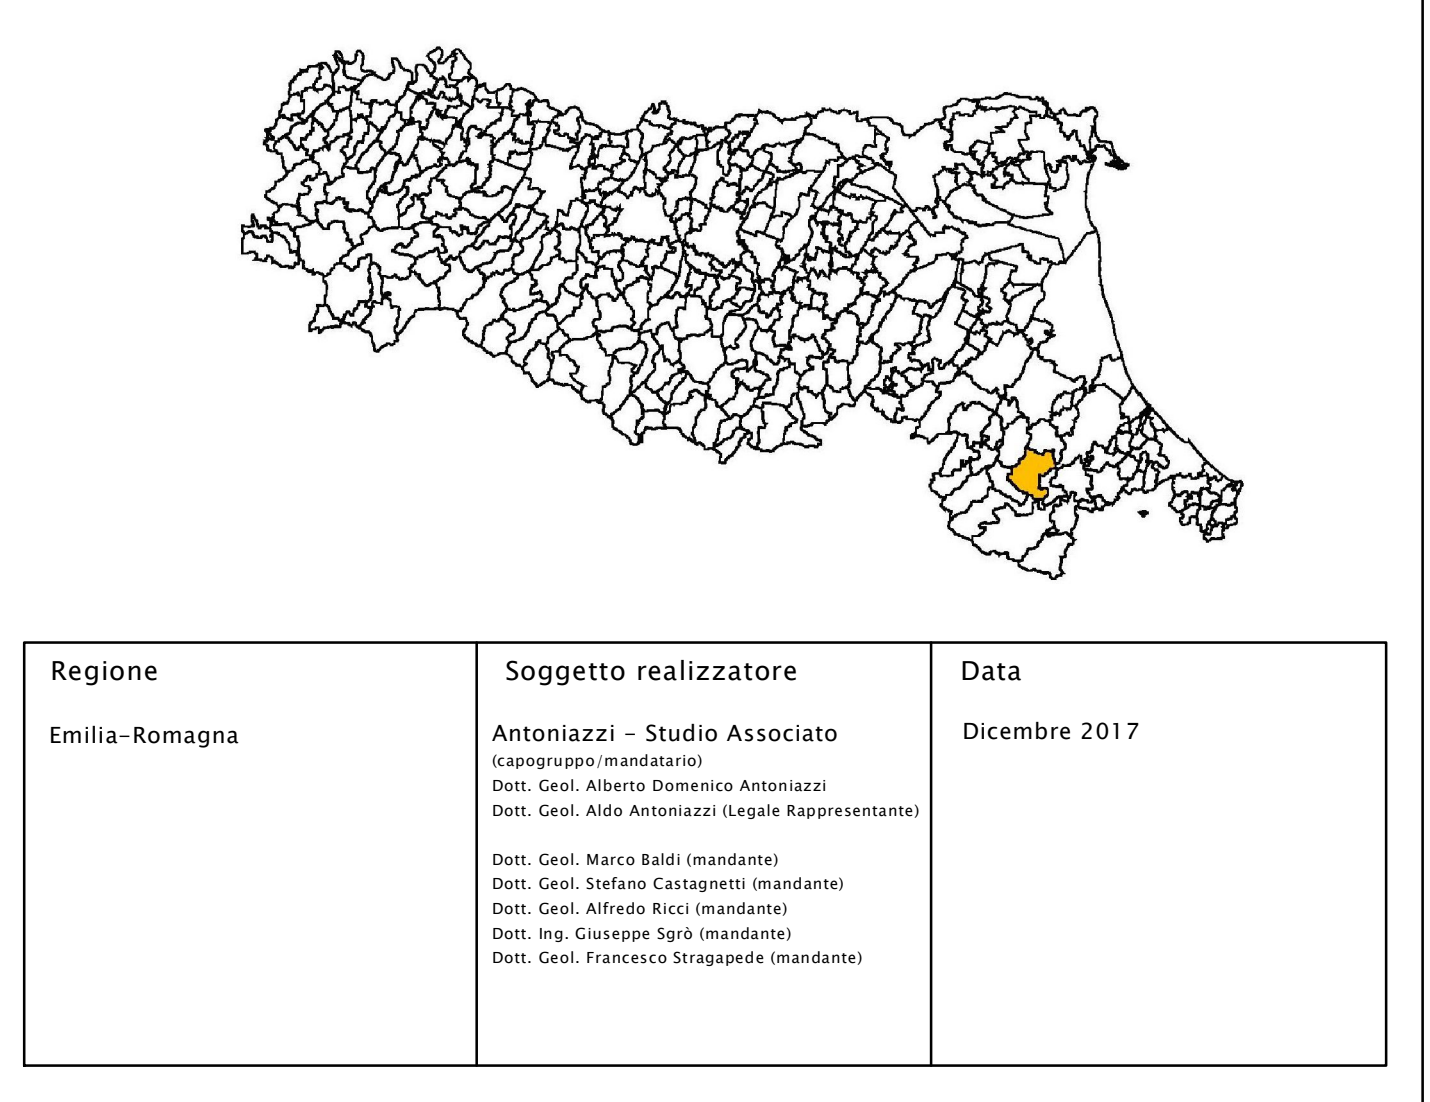 Regione
Emilia-Romagna
Soggetto realizzatore
Antoniazzi - Studio Associato
(capogruppo/mandatario)
Dott. Geol. Alberto Domenico Antoniazzi
Dott. Geol. Aldo Antoniazzi (Legale Rappresentante)
Dott. Geol. Marco Baldi (mandante)
Dott. Geol. Stefano Castagnetti (mandante)
Dott. Geol. Alfredo Ricci (mandante)
Dott. Ing. Giuseppe Sgrò (mandante)
Dott. Geol. Francesco Stragapede (mandante)
Data
Dicembre 2017